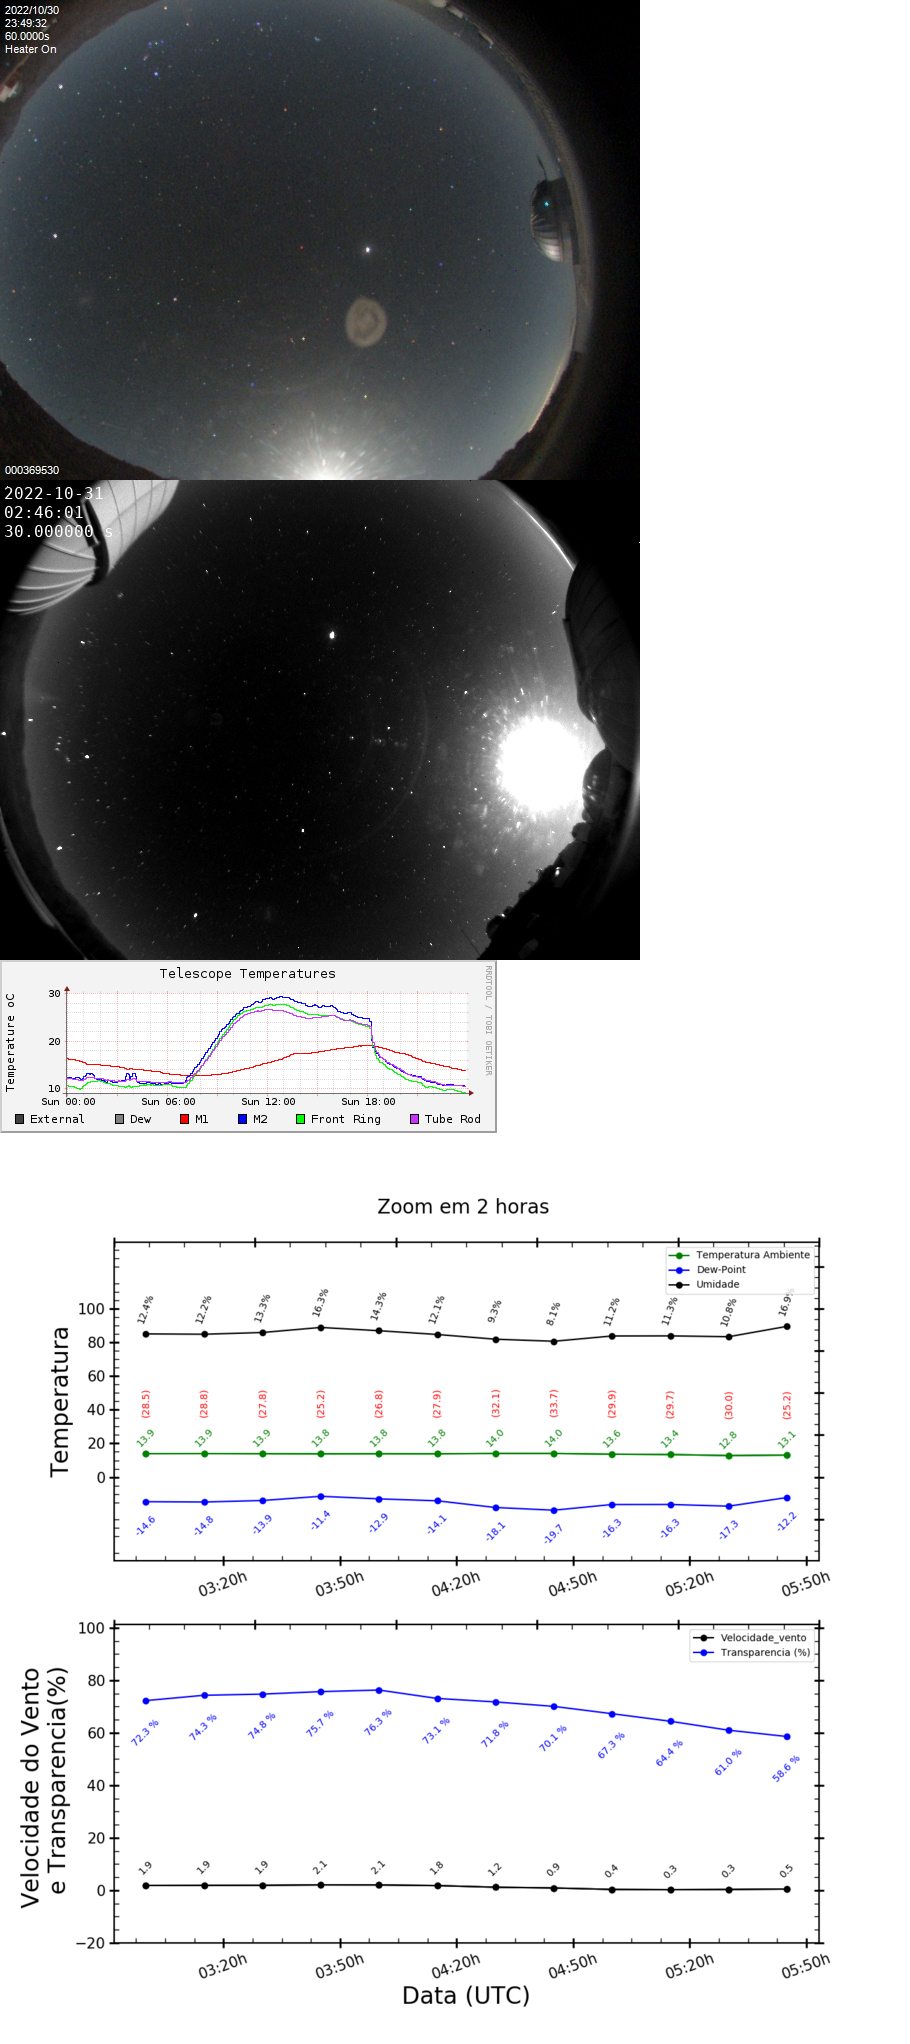 2022/10/30
23:49:32
60.0000s
Heater On
000369530
2022-10-31
02:46:01
30.000000 s
Telescope Temperatures
RRDTOOL / TOBI OETIKER
Temperature oC
30
20
10
Sun 00:00 Sun 06:00 Sun 12:00 Sun 18:00
External Dew M1 M2 Front Ring Tube Rod
Zoom em 2 horas
Temperatura Ambiente
Dew-Point
Umidade
Temperatura
100
80
60
40
20
0
12.4% 12.2% 13.3% 16.3% 14.3% 12.1% 9.3% 8.1% 11.2% 11.3% 10.8% 16.9%
(28.5) (28.8) (27.8) (25.2) (26.8) (27.9) (32.1) (33.7) (29.9) (29.7) (30.0) (25.2)
13.9 13.9 13.9 13.8 13.8 13.8 14.0 14.0 13.6 13.4 12.8 13.1
-14.6 -14.8 -13.9 -11.4 -12.9 -14.1 -18.1 -19.7 -16.3 -16.3 -17.3 -12.2
03:20h 03:50h 04:20h 04:50h 05:20h 05:50h
Velocidade_vento
Transparencia (%)
Velocidade do Vento
e Transparencia(%)
100
80
60
40
20
0
−20
72.3 % 74.3 % 74.8 % 75.7 % 76.3 % 73.1 % 71.8 % 70.1 % 67.3 % 64.4 % 61.0 % 58.6 %
1.9 1.9 1.9 2.1 2.1 1.8 1.2 0.9 0.4 0.3 0.3 0.5
03:20h 03:50h 04:20h 04:50h 05:20h 05:50h
Data (UTC)